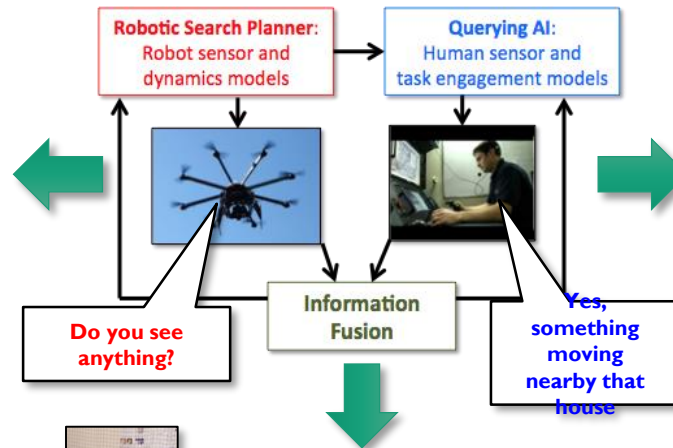 Robotic Search Planner:
Robot sensor and
dynamics models
Querying AI:
Human sensor and
task engagement models
Information
Fusion
Do you see
anything?
Yes,
something
moving
nearby that
house